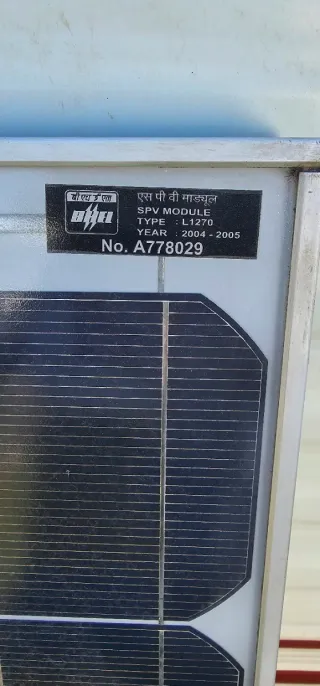 बी एच ई एल
BHEL
एस पी वी माड्यूल
SPV MODULE
TYPE : L1270
YEAR : 2004 - 2005
No. A778029